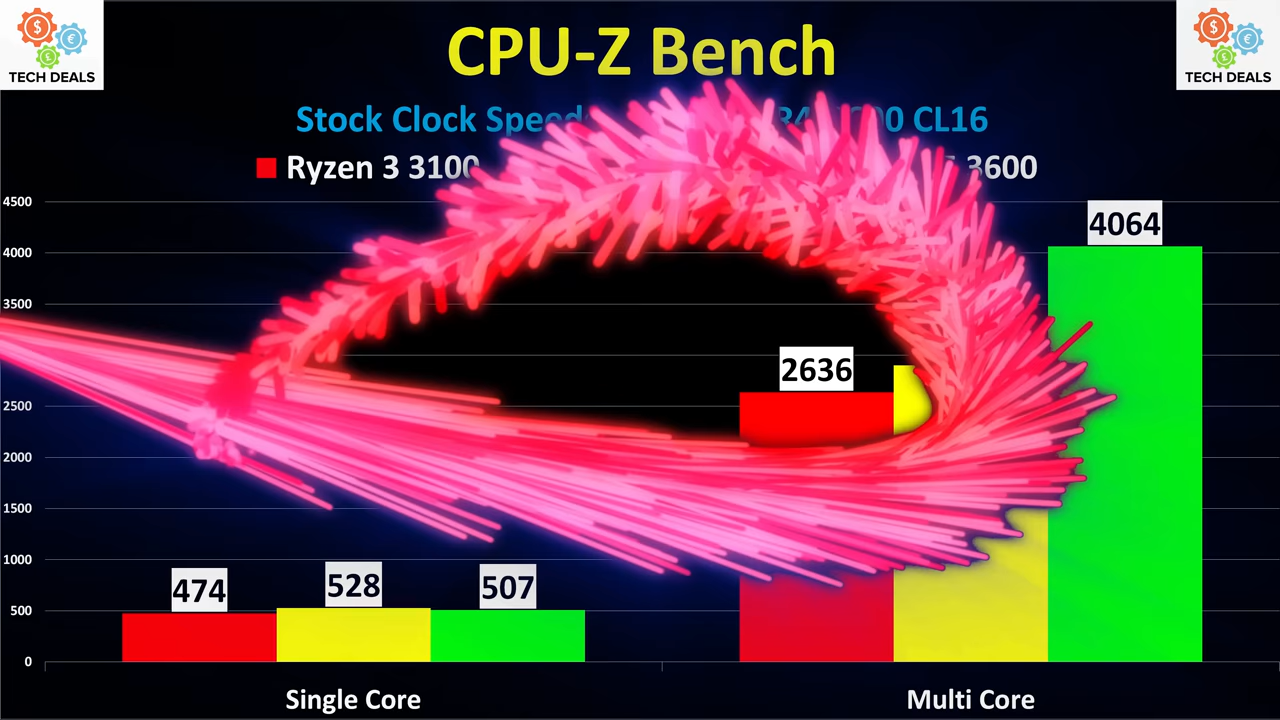 $
€
£
TECH DEALS
CPU-Z Bench
$
€
£
TECH DEALS
Stock Clock Speed CL16
Ryzen 3 3100 3600
4500
4000
3500
2500
2000
1500
1000
500
0
474
528
507
2636
4064
Single Core
Multi Core